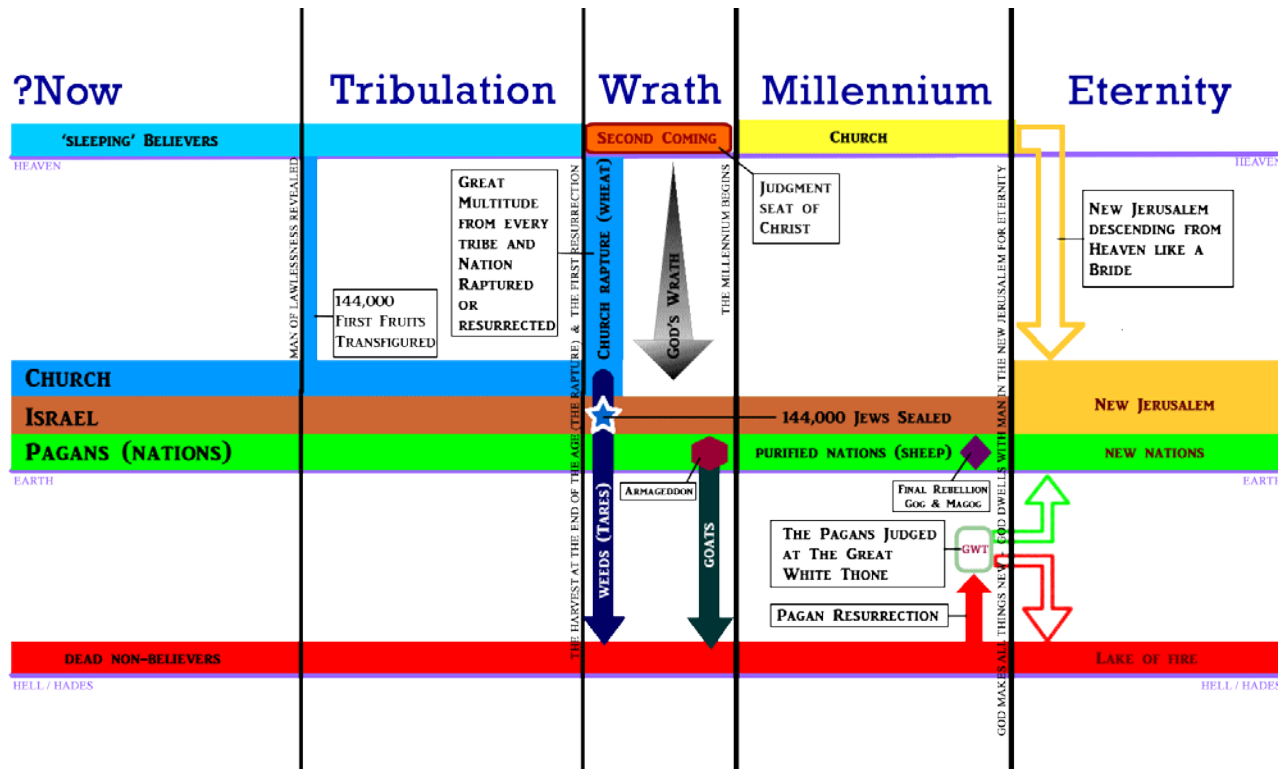 ?Now
Tribulation
Wrath
Millennium
Eternity
'SLEEPING' BELIEVERS
SECOND COMING
CHURCH
HEAVEN
HEAVEN
MAN OF LAWLESSNESS REVEALED
144,000
FIRST FRUITS
TRANSFIGURED
GREAT
MULTITUDE
FROM EVERY
TRIBE AND
NATION
RAPTURED
OR
RESURRECTED
THE HARVEST AT THE END OF THE AGE (THE RAPTURE) & THE FIRST RESURRECTION
CHURCH RAPTURE (WHEAT)
GOD'S WRATH
THE MILLENNIUM BEGINS
JUDGMENT
SEAT OF
CHRIST
GOD MAKES ALL THINGS NEW - GOD DWELLS WITH MAN IN THE NEW JERUSALEM FOR ETERNITY
NEW JERUSALEM
DESCENDING FROM
HEAVEN LIKE A
BRIDE
CHURCH
ISRAEL
144,000 JEWS SEALED
NEW JERUSALEM
PAGANS (NATIONS)
PURIFIED NATIONS (SHEEP)
NEW NATIONS
EARTH
EARTH
WEEDS (TARES)
ARMAGEDDON
GOATS
FINAL REBELLION
GOG & MAGOG
THE PAGANS JUDGED
AT THE GREAT
WHITE THONE
GWT
PAGAN RESURRECTION
DEAD NON-BELIEVERS
LAKE OF FIRE
HELL / HADES
HELL / HADES